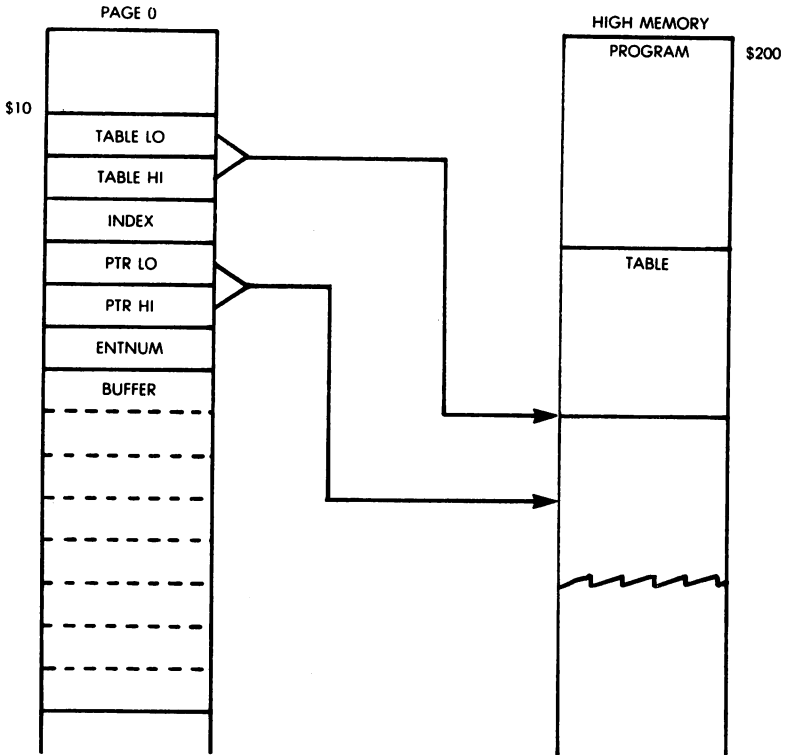 PAGE 0
HIGH MEMORY
PROGRAM
$200
$10
TABLE LO
TABLE HI
INDEX
TABLE
PTR LO
PTR HI
ENTNUM
BUFFER